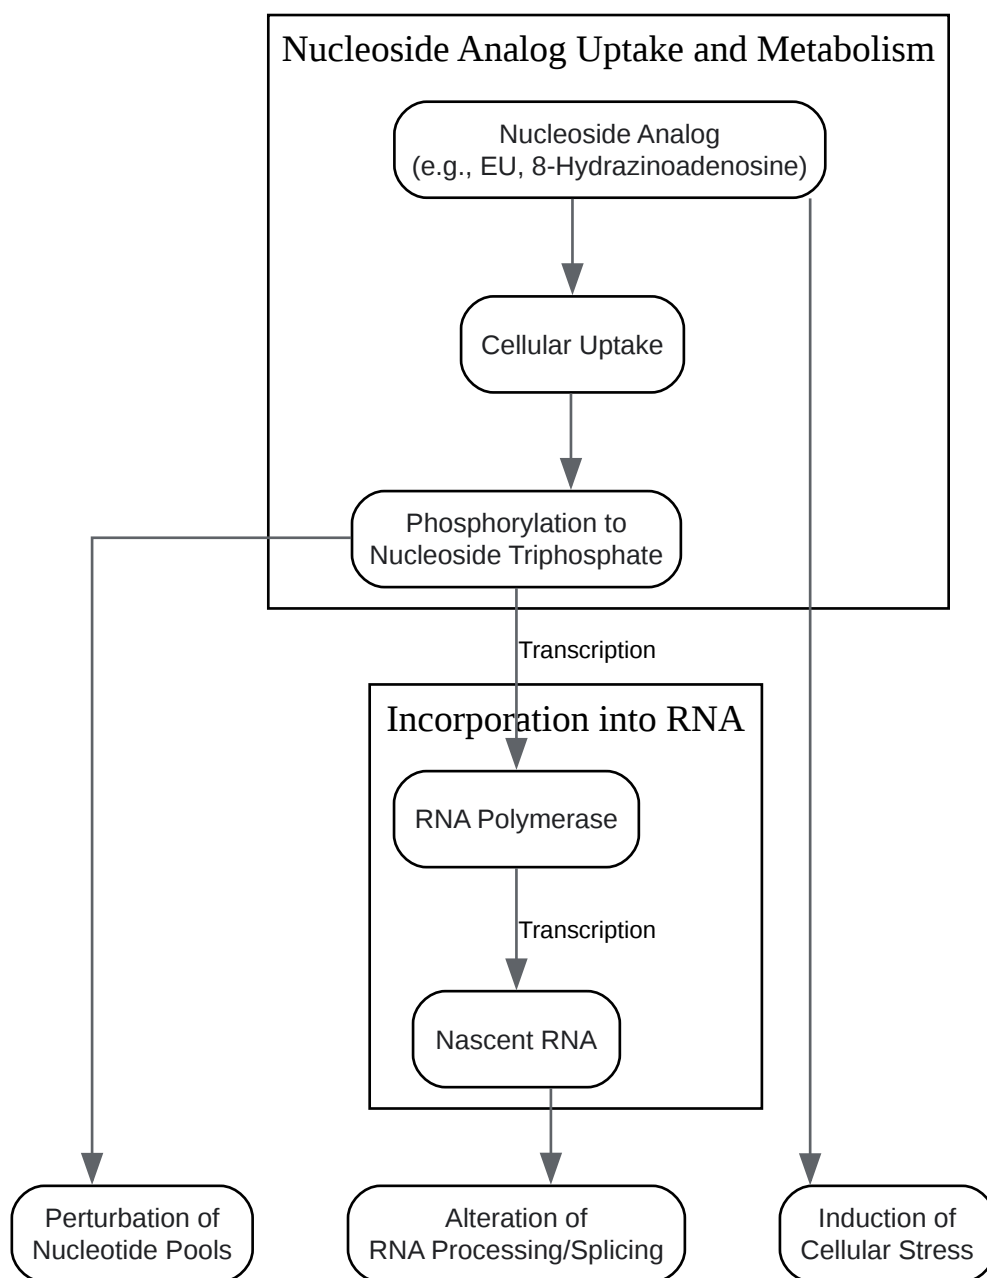 Nucleoside Analog Uptake and Metabolism
Nucleoside Analog
(e.g., EU, 8-Hydrazinoadenosine)
Cellular Uptake
Phosphorylation to
Nucleoside Triphosphate
Transcription
Incorporation into RNA
RNA Polymerase
Transcription
Nascent RNA
Perturbation of
Nucleotide Pools
Alteration of
RNA Processing/Splicing
Induction of
Cellular Stress